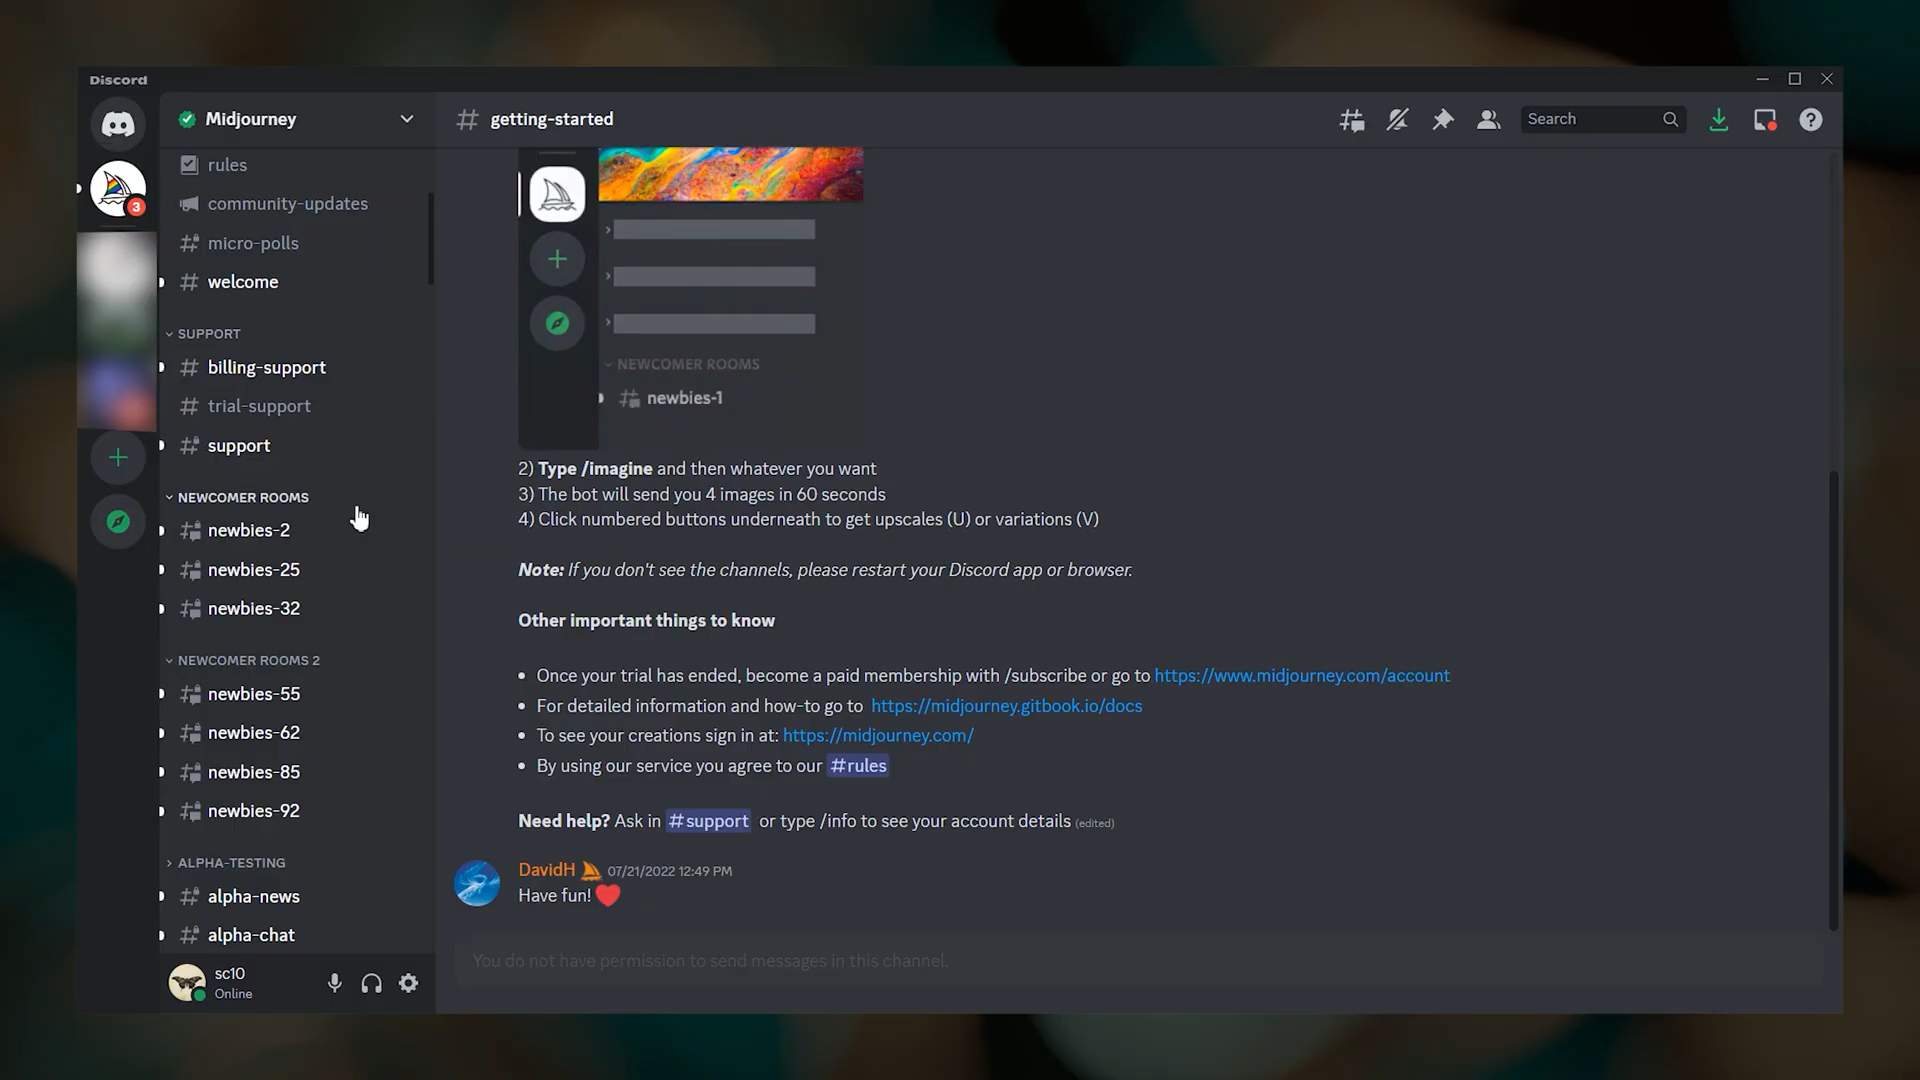 Discord
Midjourney
getting-started
Search
3
rules
community-updates
micro-polls
welcome
SUPPORT
billing-support
trial-support
support
NEWCOMER ROOMS
newbies-2
newbies-25
newbies-32
NEWCOMER ROOMS 2
newbies-55
newbies-62
newbies-85
newbies-92
ALPHA-TESTING
alpha-news
alpha-chat
sc10
Online
NEWCOMER ROOMS
newbies-1
2) Type /imagine and then whatever you want
3) The bot will send you 4 images in 60 seconds
4) Click numbered buttons underneath to get upscales (U) or variations (V)
Note: If you don't see the channels, please restart your Discord app or browser.
Other important things to know
• Once your trial has ended, become a paid membership with /subscribe or go to https://www.midjourney.com/account
• For detailed information and how-to go to https://midjourney.gitbook.io/docs
• To see your creations sign in at: https://midjourney.com/
• By using our service you agree to our #rules
Need help? Ask in #support or type /info to see your account details (edited)
DavidH 07/21/2022 12:49 PM
Have fun! ❤️
You do not have permission to send messages in this channel.